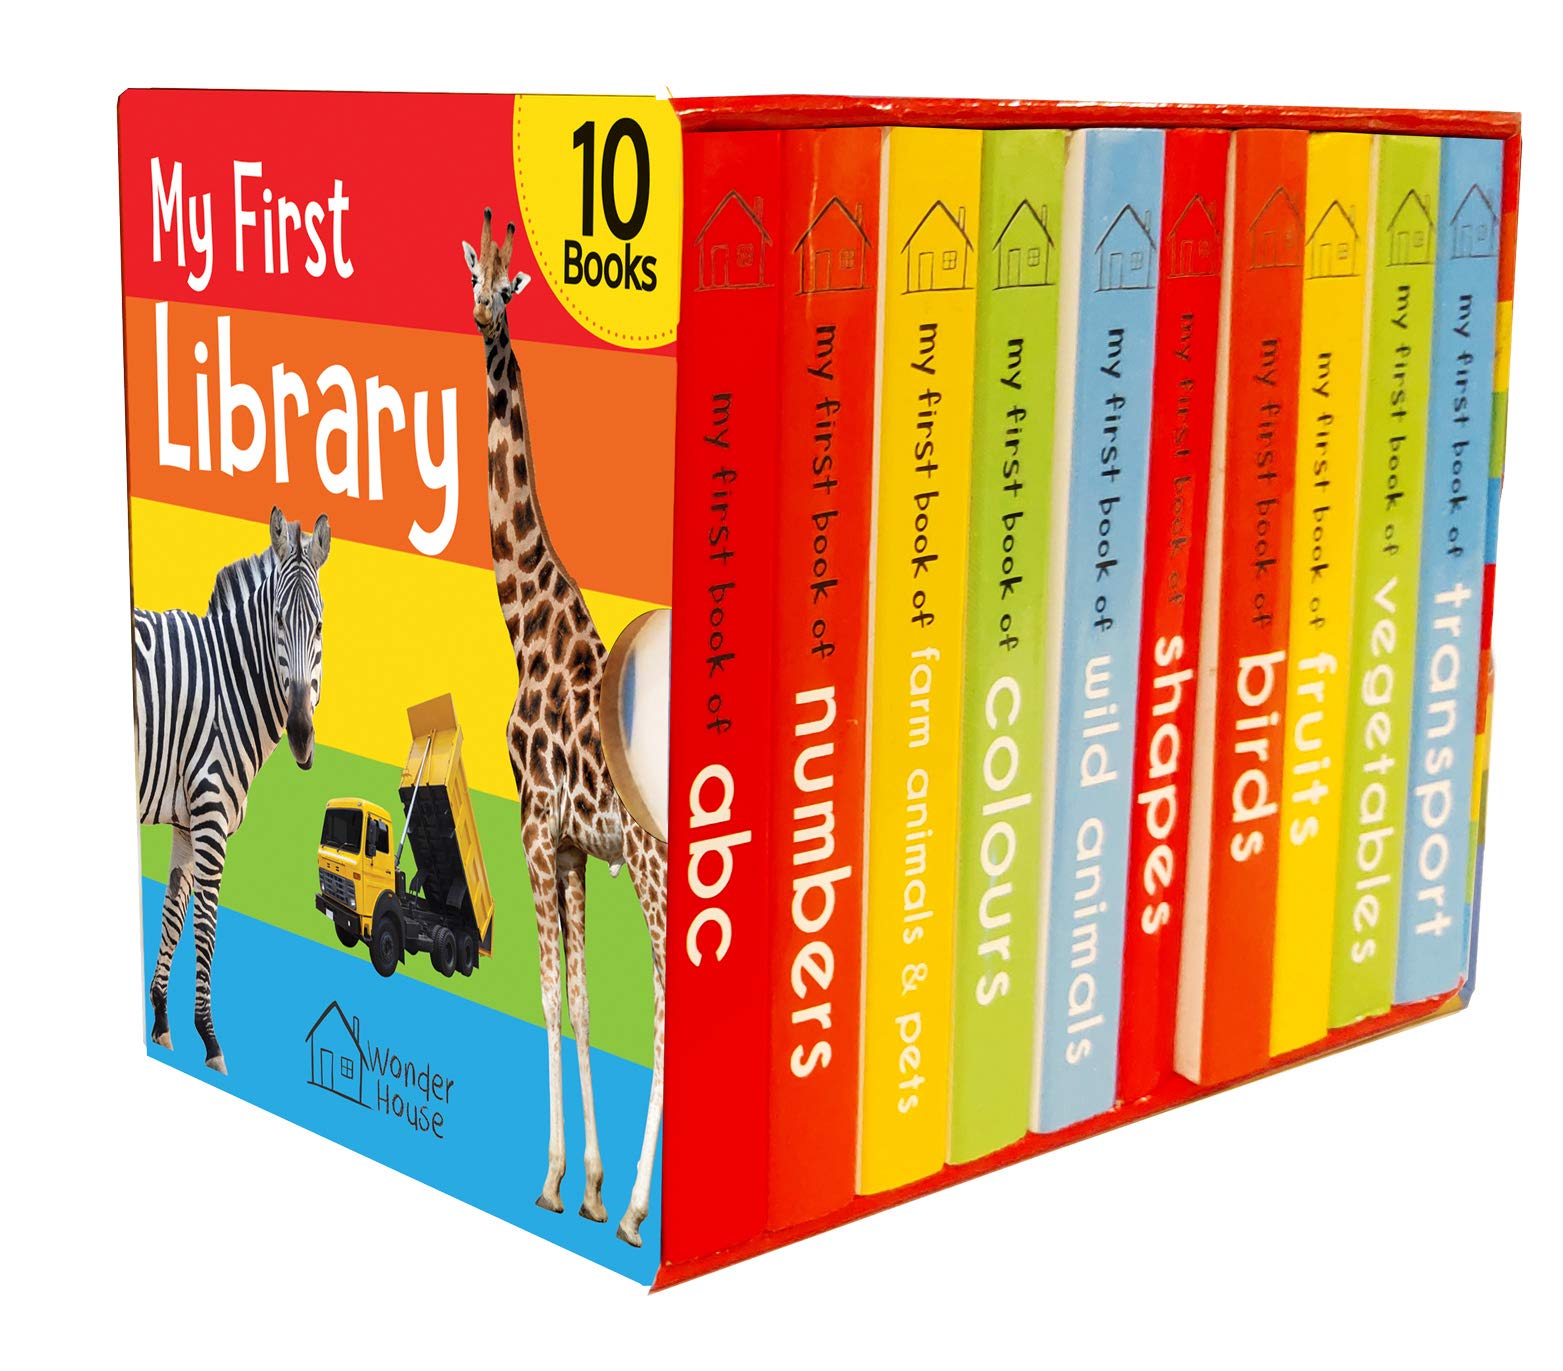 My First
Library
10
Books
Wonder
House
my first book of abc
my first book of numbers
my first book of farm animals & pets
my first book of colours
my first book of wild animals
my first book of shapes
my first book of birds
my first book of fruits
my first book of vegetables
my first book of transport